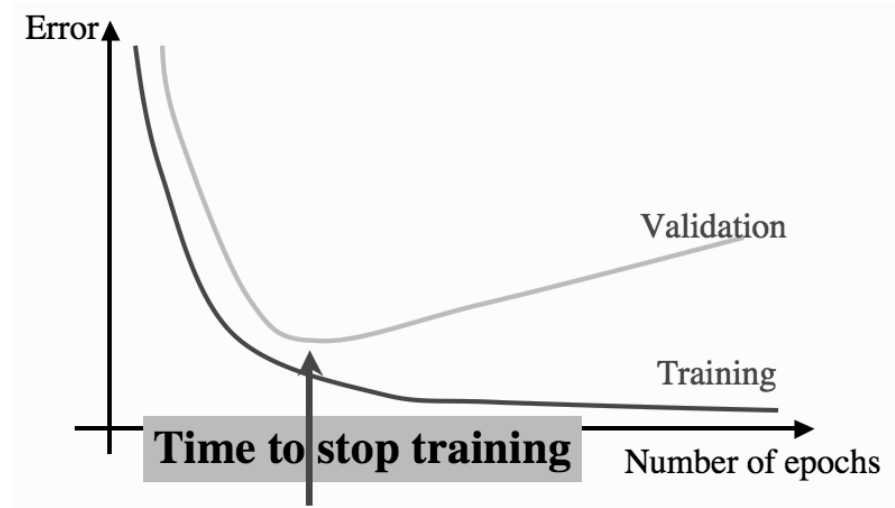 Error
Validation
Training
Time to stop training
Number of epochs